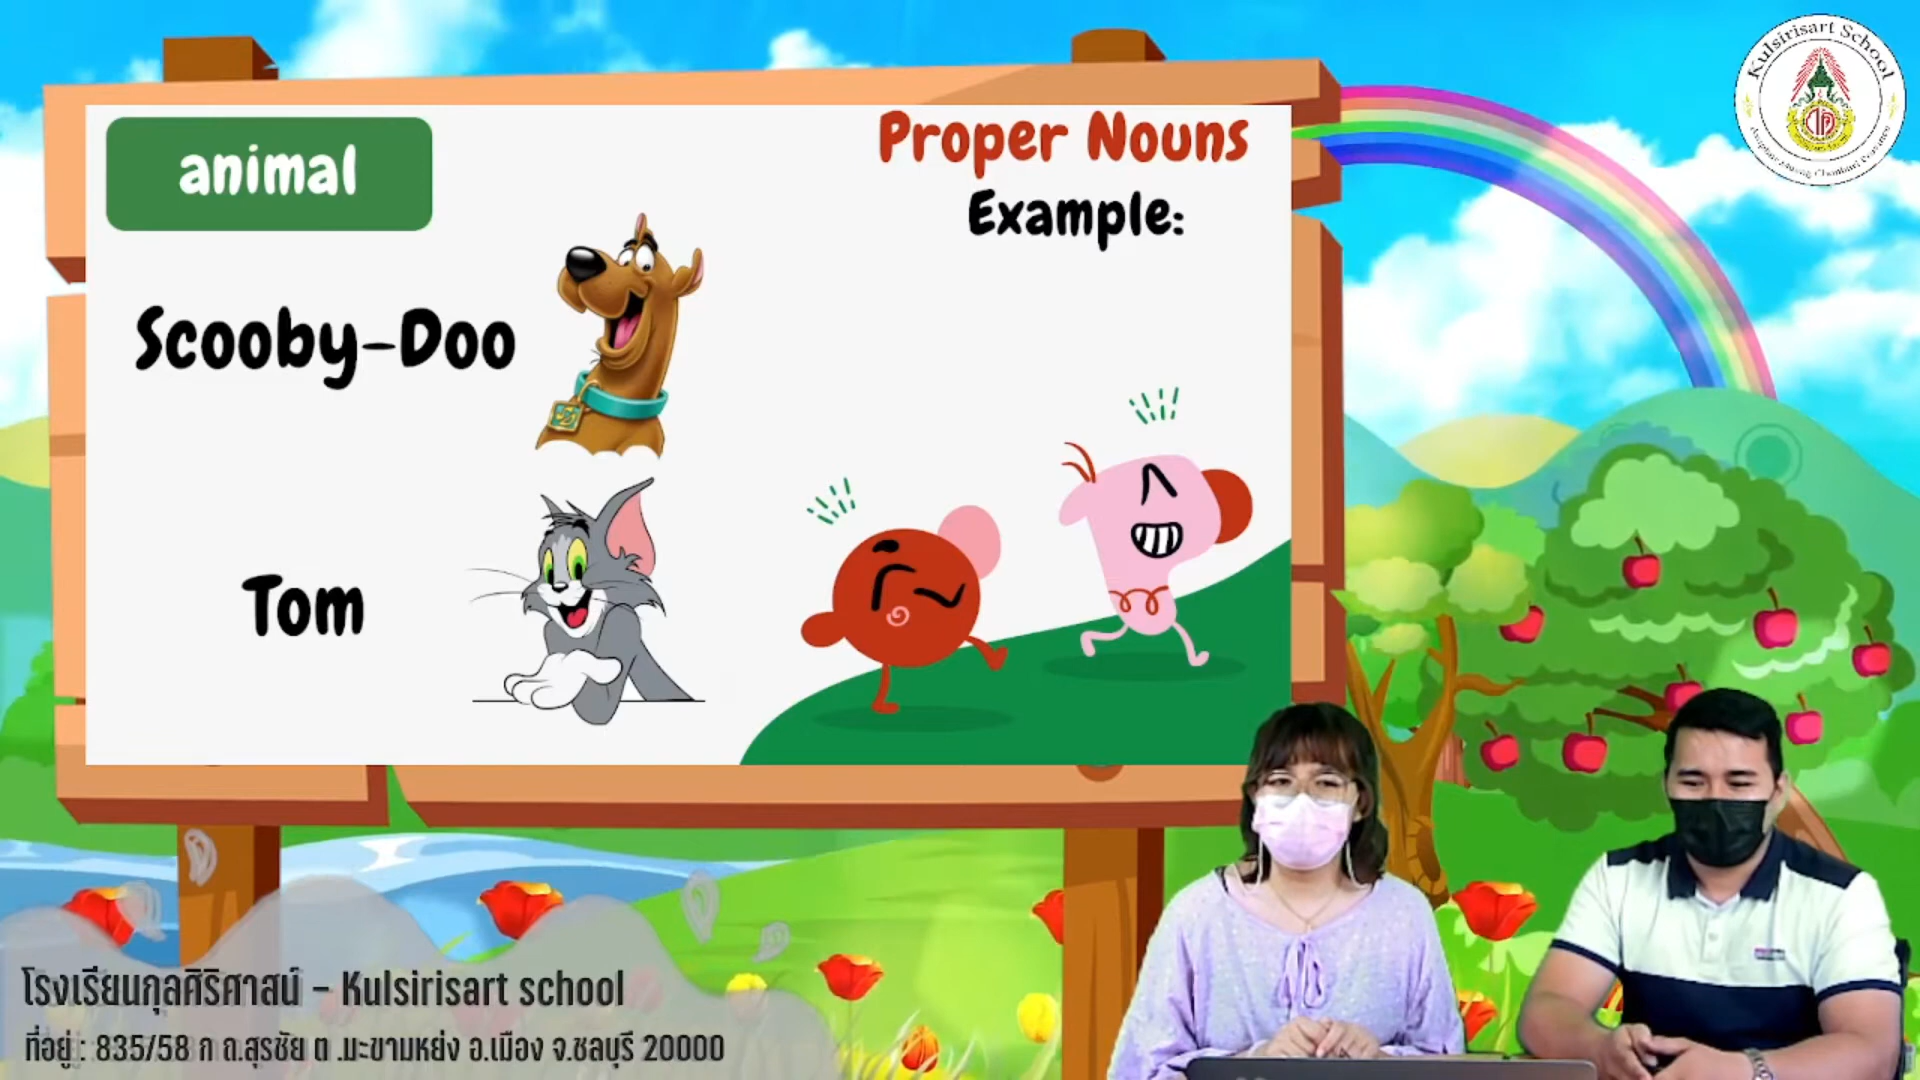 Kulsirisart School
animal
Proper Nouns
Example:
Scooby-Doo
Tom
โรงเรียนกุลศิริศาสน์ - Kulsirisart school
ที่อยู่ : 835/58 ก ถ.สุรชัย ต .มะขามหย่ง อ.เมือง จ.ชลบุรี 20000